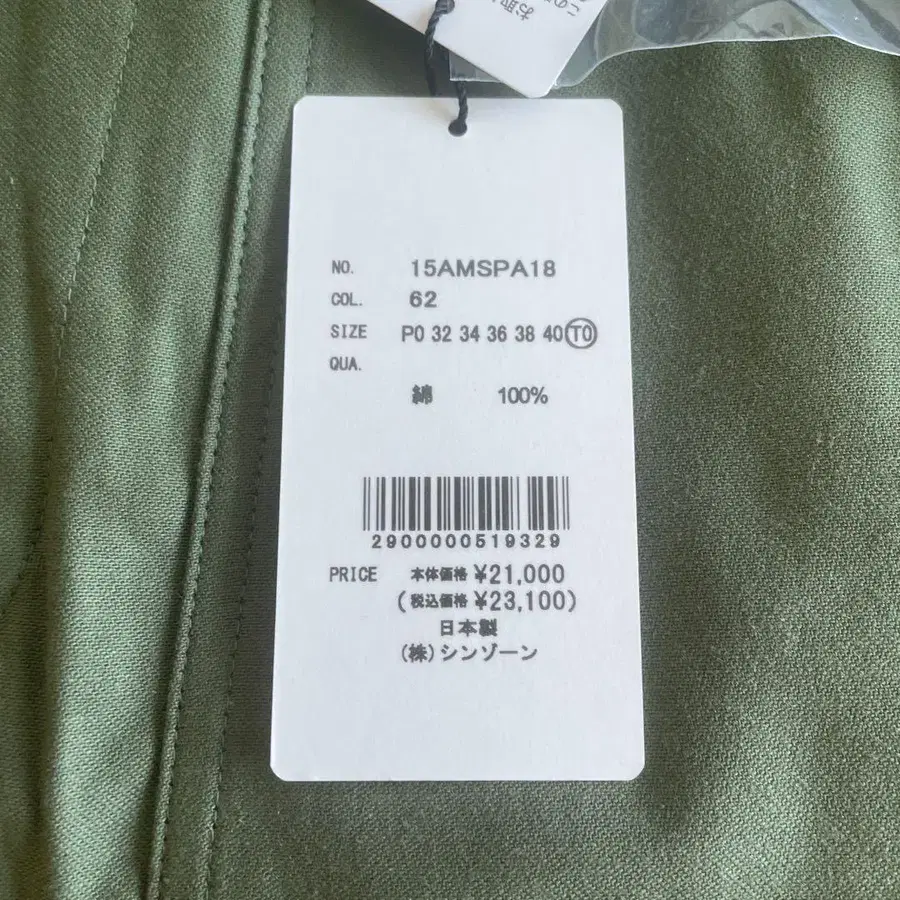 NO. 15AMSPA18
COL. 62
SIZE P0 32 34 36 38 40 T0
QUA.
綿 100%
2900000519329
PRICE 本体価格 ¥21,000
(税込価格 ¥23,100)
日本製
(株)シンゾーン